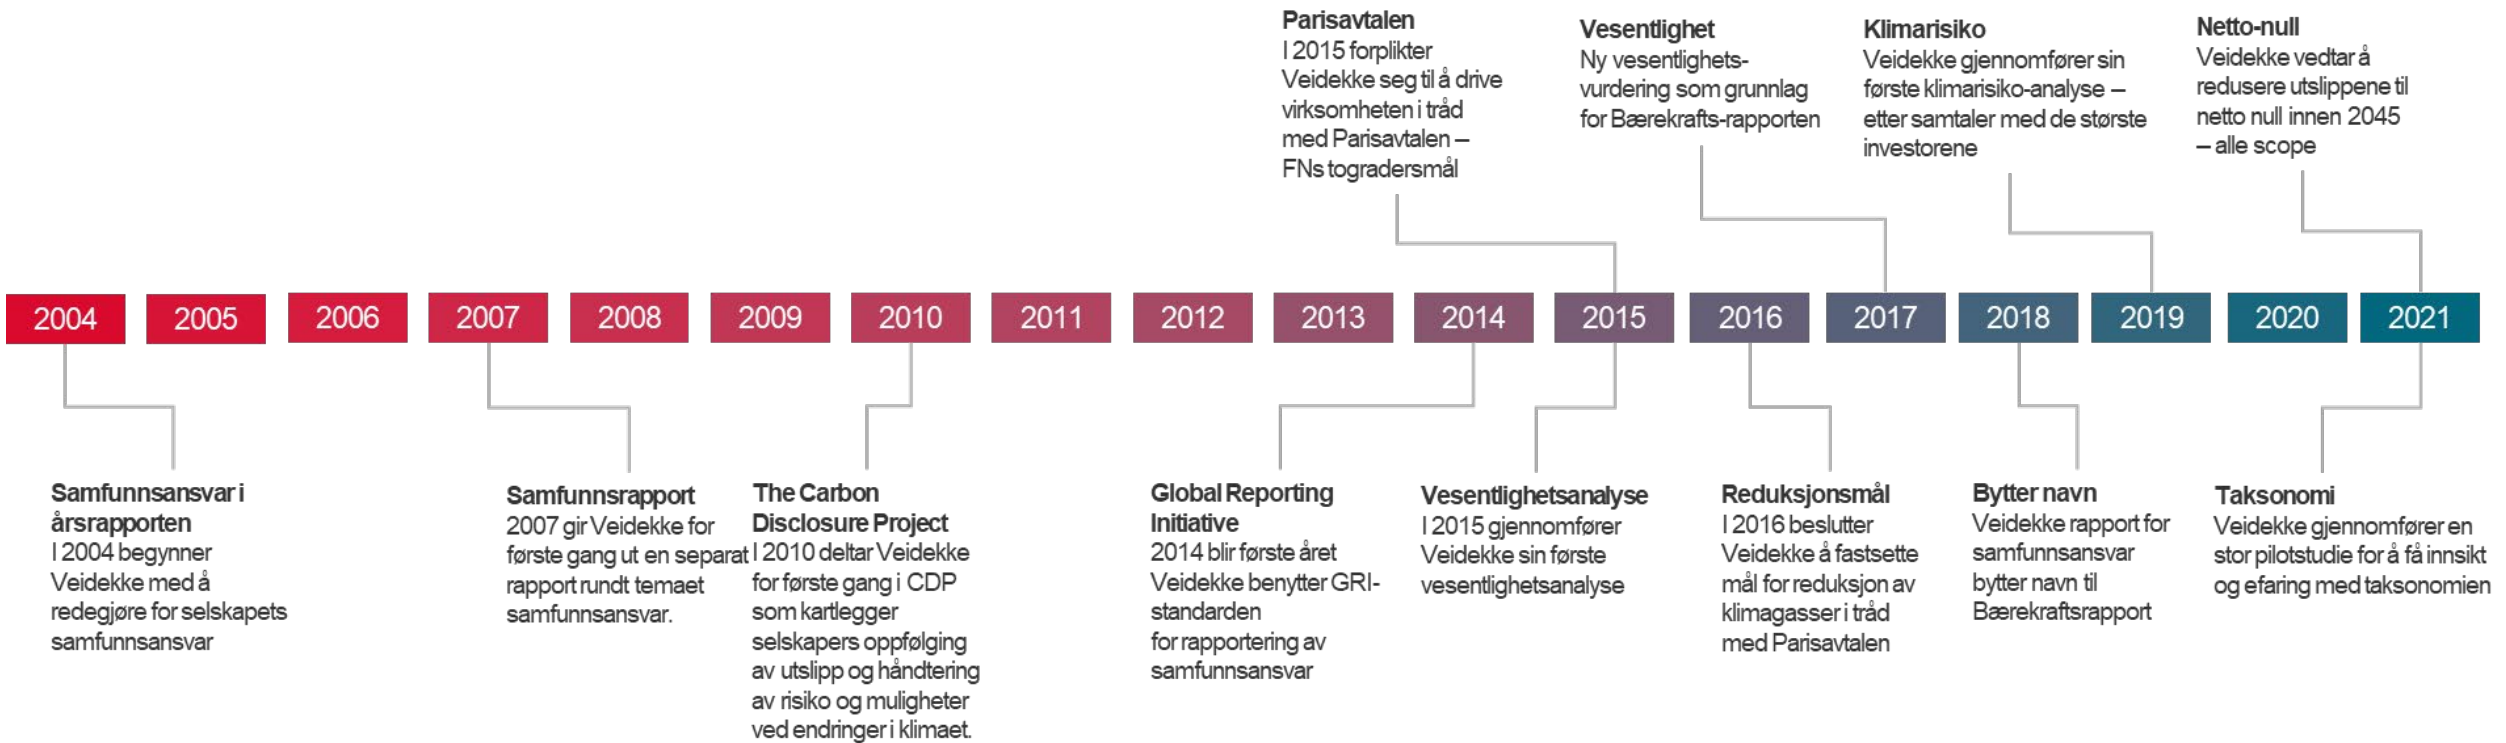 Parisavtalen
I 2015 forplikter
Veidekke seg til å drive
virksomheten i tråd
med Parisavtalen –
FNs togradersmål
Vesentlighet
Ny vesentlighets-
vurdering som grunnlag
for Bærekrafts-rapporten
Klimarisiko
Veidekke gjennomfører sin
første klimarisiko-analyse –
etter samtaler med de største
investorene
Netto-null
Veidekke vedtar å
redusere utslippene til
netto null innen 2045
– alle scope
2004 2005 2006 2007 2008 2009 2010 2011 2012 2013 2014 2015 2016 2017 2018 2019 2020 2021
Samfunnsansvar i
årsrapporten
I 2004 begynner
Veidekke med å
redegjøre for selskapets
samfunnsansvar
Samfunnsrapport
2007 gir Veidekke for
første gang ut en separat
rapport rundt temaet
samfunnsansvar.
The Carbon
Disclosure Project
I 2010 deltar Veidekke
for første gang i CDP
som kartlegger
selskapers oppfølging
av utslipp og håndtering
av risiko og muligheter
ved endringer i klimaet.
Global Reporting
Initiative
2014 blir første året
Veidekke benytter GRI-
standarden
for rapportering av
samfunnsansvar
Vesentlighetsanalyse
I 2015 gjennomfører
Veidekke sin første
vesentlighetsanalyse
Reduksjonsmål
I 2016 beslutter
Veidekke å fastsette
mål for reduksjon av
klimagasser i tråd
med Parisavtalen
Bytter navn
Veidekke rapport for
samfunnsansvar
bytter navn til
Bærekraftsrapport
Taksonomi
Veidekke gjennomfører en
stor pilotstudie for å få innsikt
og efaring med taksonomien